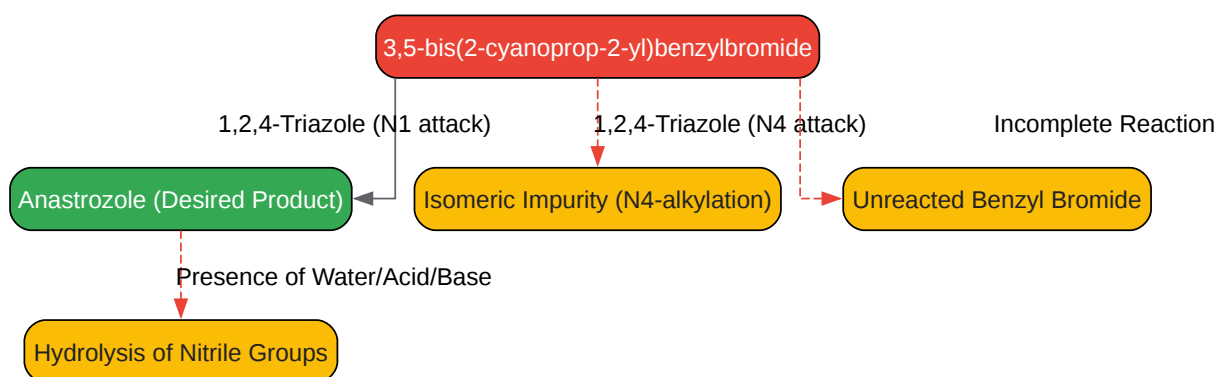 3,5-bis(2-cyanoprop-2-yl)benzylbromide
1,2,4-Triazole (N1 attack)
1,2,4-Triazole (N4 attack)
Incomplete Reaction
Anastrozole (Desired Product)
Isomeric Impurity (N4-alkylation)
Unreacted Benzyl Bromide
Presence of Water/Acid/Base
Hydrolysis of Nitrile Groups